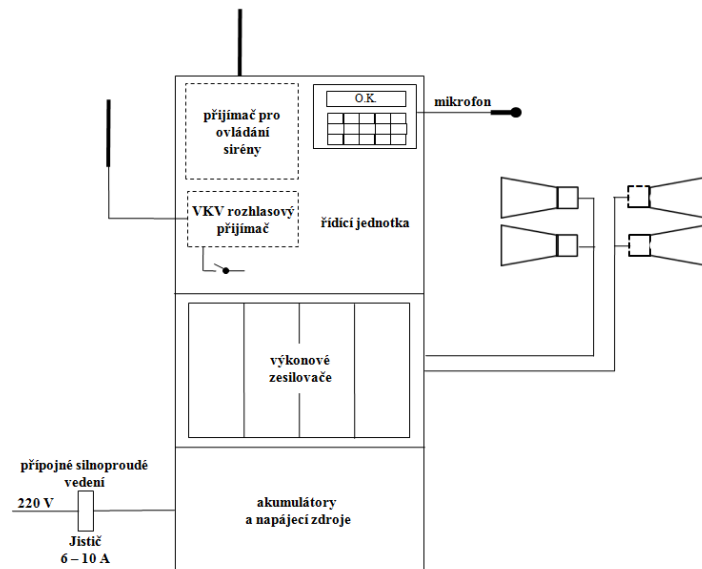 O.K.
přijímač pro
ovládání
sirény
mikrofon
VKV rozhlasový
přijímač
řídící jednotka
výkonové
zesilovače
přípojné silnoproudé
vedení
220 V
Jistič
6 – 10 A
akumulátory
a napájecí zdroje